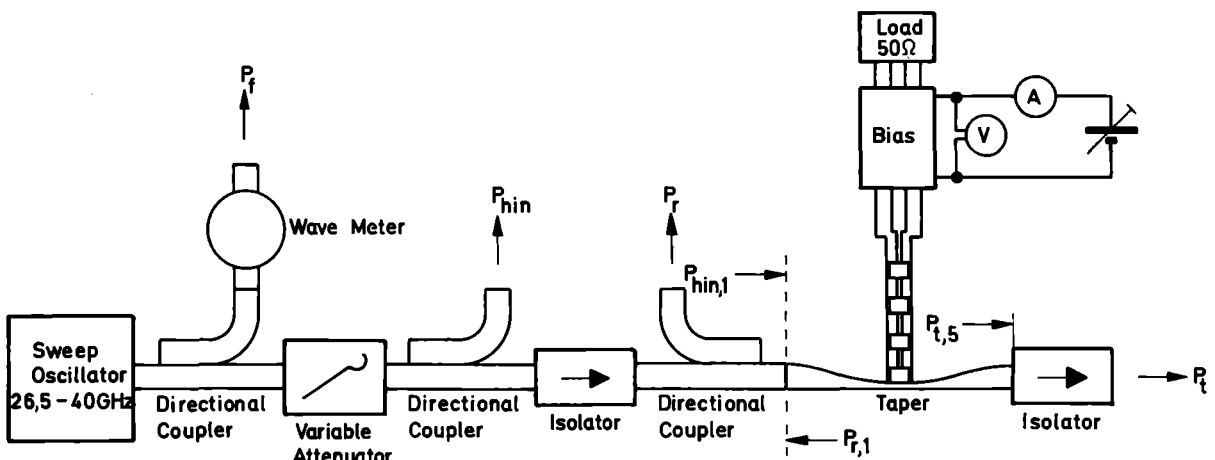 Load
50Ω
P_f
Bias
A
V
Wave Meter
P_hin
P_r
P_hin,1
P_t,5
Sweep
Oscillator
26,5-40GHz
Directional
Coupler
Variable
Attenuator
Directional
Coupler
Isolator
Directional
Coupler
Taper
Isolator
P_t
P_r,1